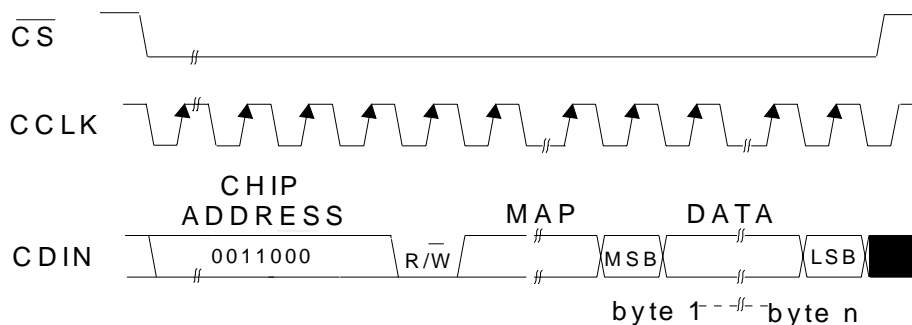 CS
CCLK
CHIP
ADDRESS MAP DATA
CDIN 0011000 R/W MSB LSB
byte 1 byte n